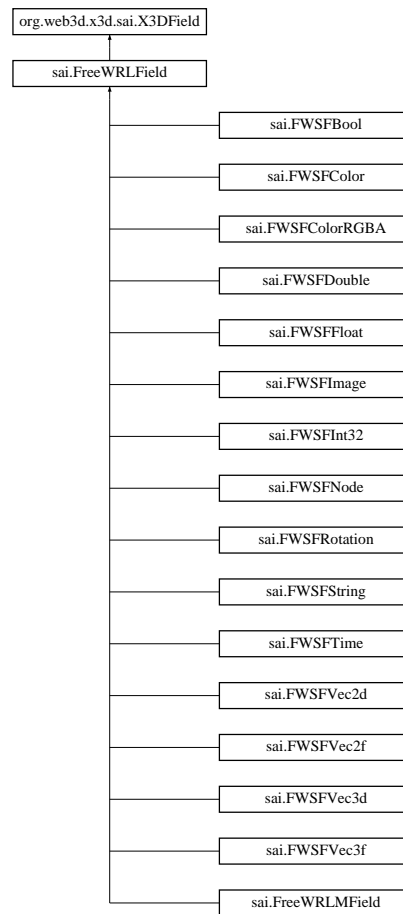 org.web3d.x3d.sai.X3DField
sai.FreeWRLField
sai.FWSFBool
sai.FWSFColor
sai.FWSFColorRGBA
sai.FWSFDouble
sai.FWSFFloat
sai.FWSFImage
sai.FWSFInt32
sai.FWSFNode
sai.FWSFRotation
sai.FWSFString
sai.FWSFTime
sai.FWSFVec2d
sai.FWSFVec2f
sai.FWSFVec3d
sai.FWSFVec3f
sai.FreeWRLMField